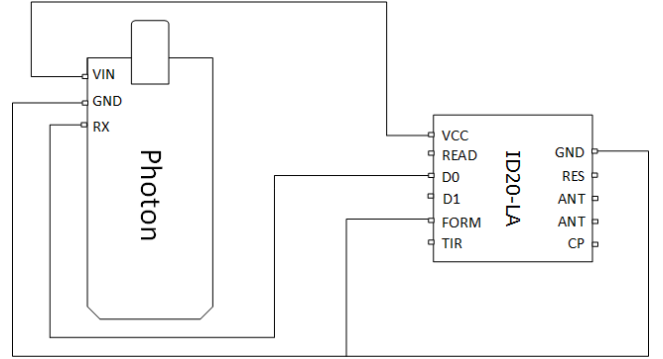 VIN
GND
RX
Photon
VCC
READ
D0
D1
FORM
TIR
ID20-LA
GND
RES
ANT
ANT
CP